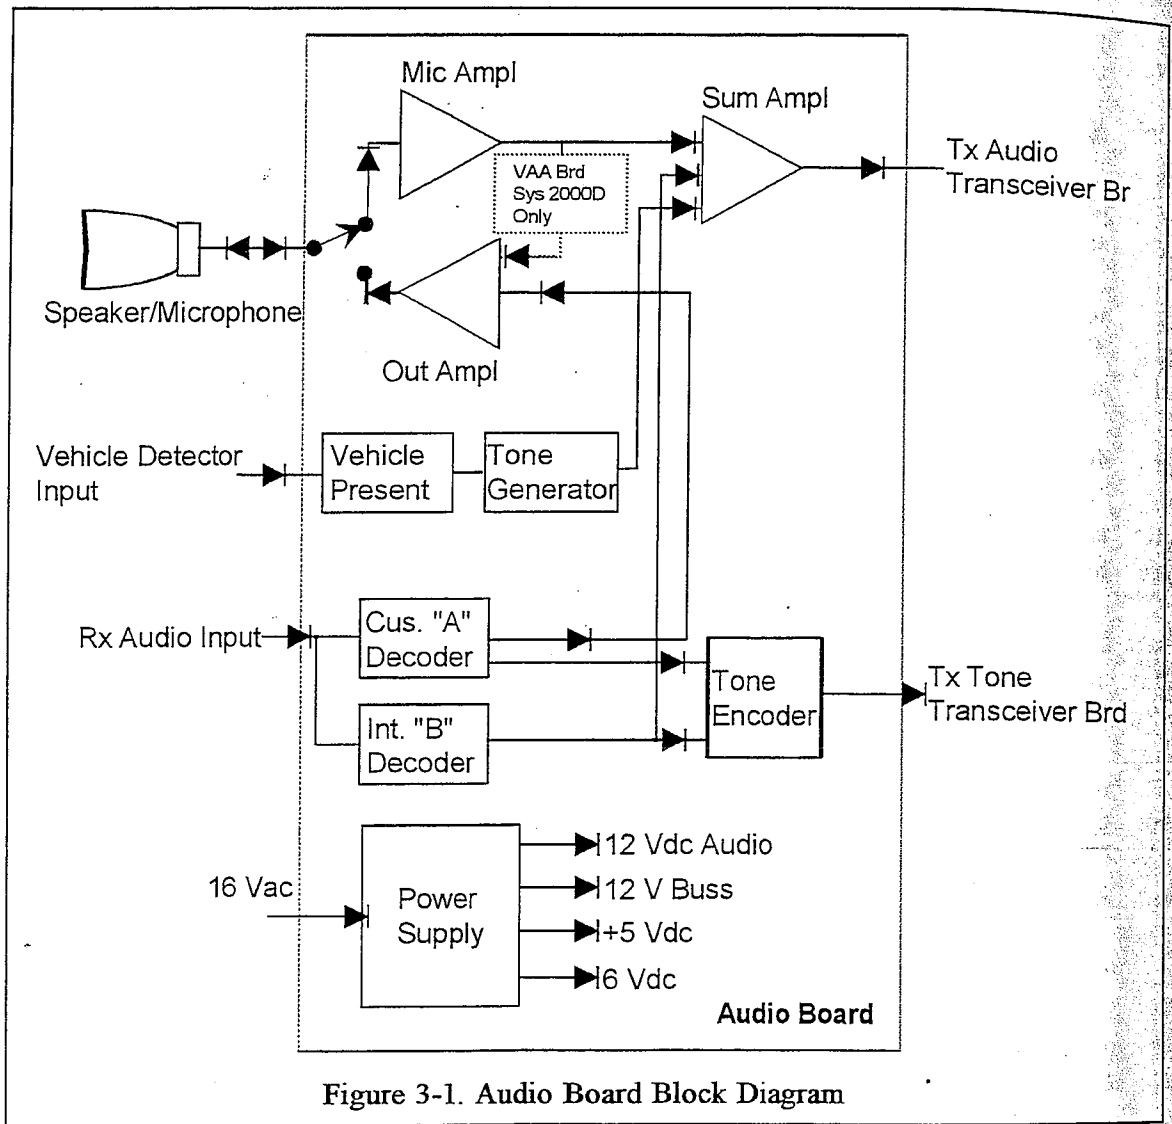 Mic Ampl
Sum Ampl
VAA Brd
Sys 2000D
Only
Tx Audio
Transceiver Br
Speaker/Microphone
Out Ampl
Vehicle Detector
Input
Vehicle
Present
Tone
Generator
Rx Audio Input
Cus. "A"
Decoder
Int. "B"
Decoder
Tone
Encoder
Tx Tone
Transceiver Brd
16 Vac
Power
Supply
12 Vdc Audio
12 V Buss
+5 Vdc
6 Vdc
Audio Board
Figure 3-1. Audio Board Block Diagram